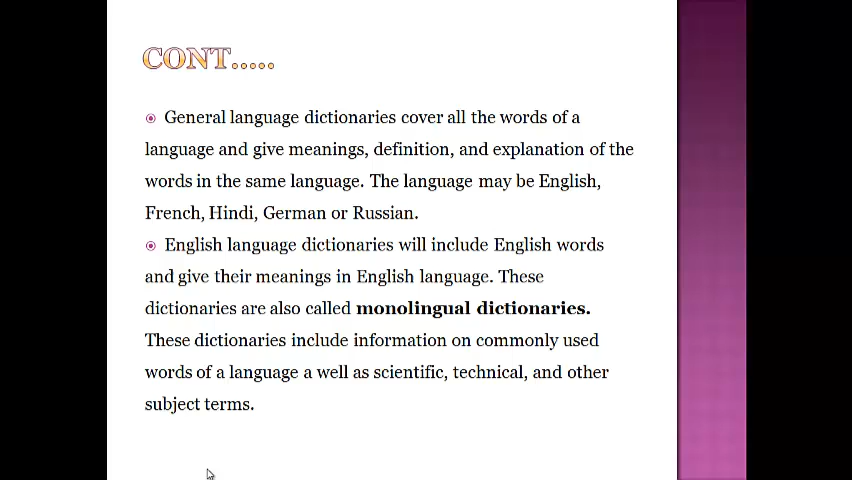 CONT.....
General language dictionaries cover all the words of a
language and give meanings, definition, and explanation of the
words in the same language. The language may be English,
French, Hindi, German or Russian.
English language dictionaries will include English words
and give their meanings in English language. These
dictionaries are also called monolingual dictionaries.
These dictionaries include information on commonly used
words of a language a well as scientific, technical, and other
subject terms.